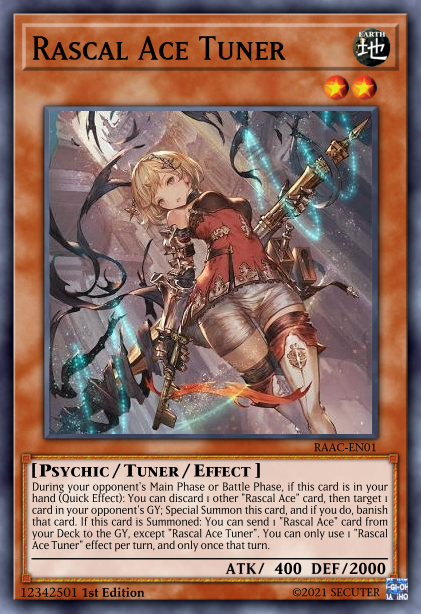 RASCAL ACE TUNER
EARTH
地
RAAC-EN01
[PSYCHIC/TUNER/EFFECT]
During your opponent's Main Phase or Battle Phase, if this card is in your
hand (Quick Effect): You can discard 1 other "Rascal Ace" card, then target 1
card in your opponent's GY; Special Summon this card, and if you do, banish
that card. If this card is Summoned: You can send 1 "Rascal Ace" card from
your Deck to the GY, except "Rascal Ace Tuner". You can only use 1 "Rascal
Ace Tuner" effect per turn, and only once that turn.
ATK/ 400 DEF/2000
12342501 1st Edition
©2021 SECUTER